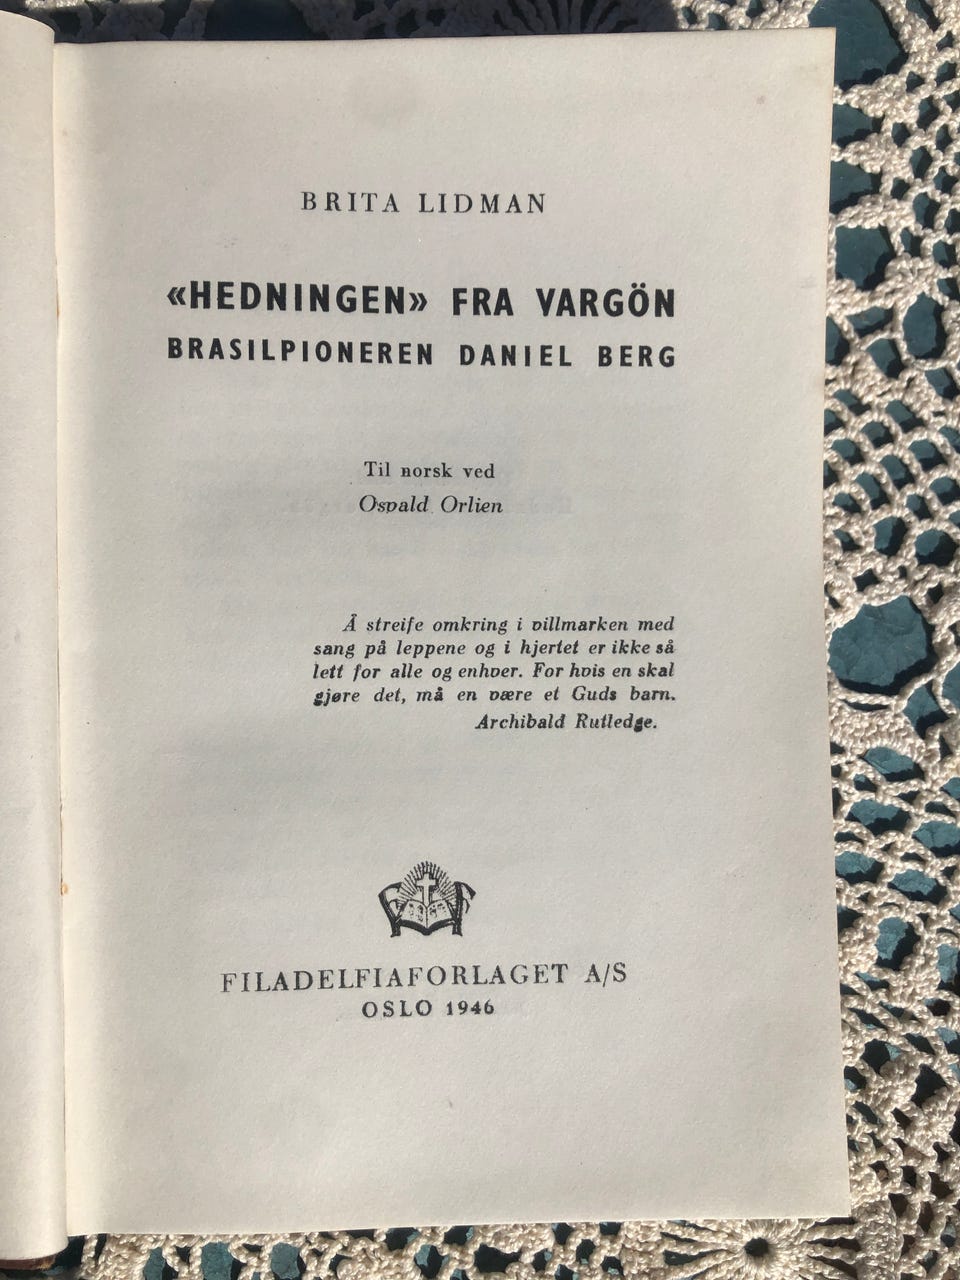 BRITA LIDMAN
«HEDNINGEN» FRA VARGÖN
BRASILPIONEREN DANIEL BERG
Til norsk ved
Osvald Orlien
Å streife omkring i villmarken med
sang på leppene og i hjertet er ikke så
lett for alle og enhver. For hvis en skal
gjøre det, må en være et Guds barn.
Archibald Rutledge.
FILADELFIAFORLAGET A/S
OSLO 1946